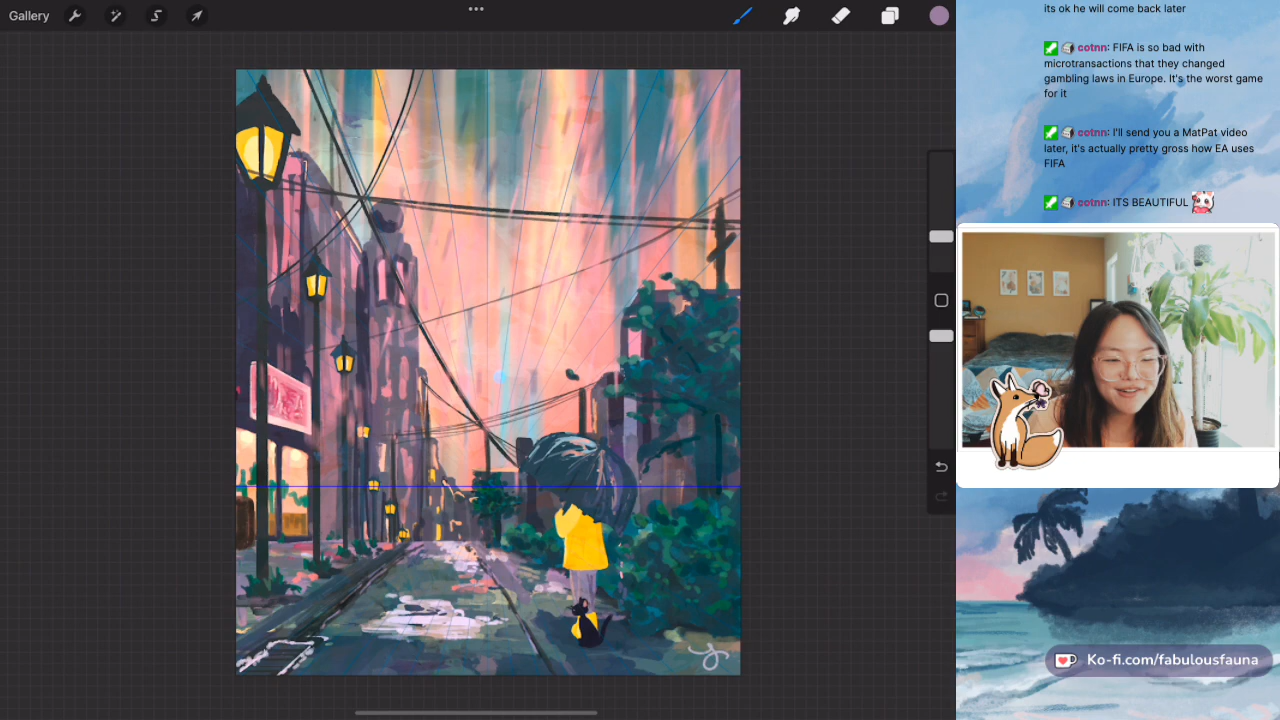 Gallery
its ok he will come back later
cotnn: FIFA is so bad with
microtransactions that they changed
gambling laws in Europe. It's the worst game
for it
cotnn: I'll send you a MatPat video
later, it's actually pretty gross how EA uses
FIFA
cotnn: ITS BEAUTIFUL
Ko-fi.com/fabulousfauna